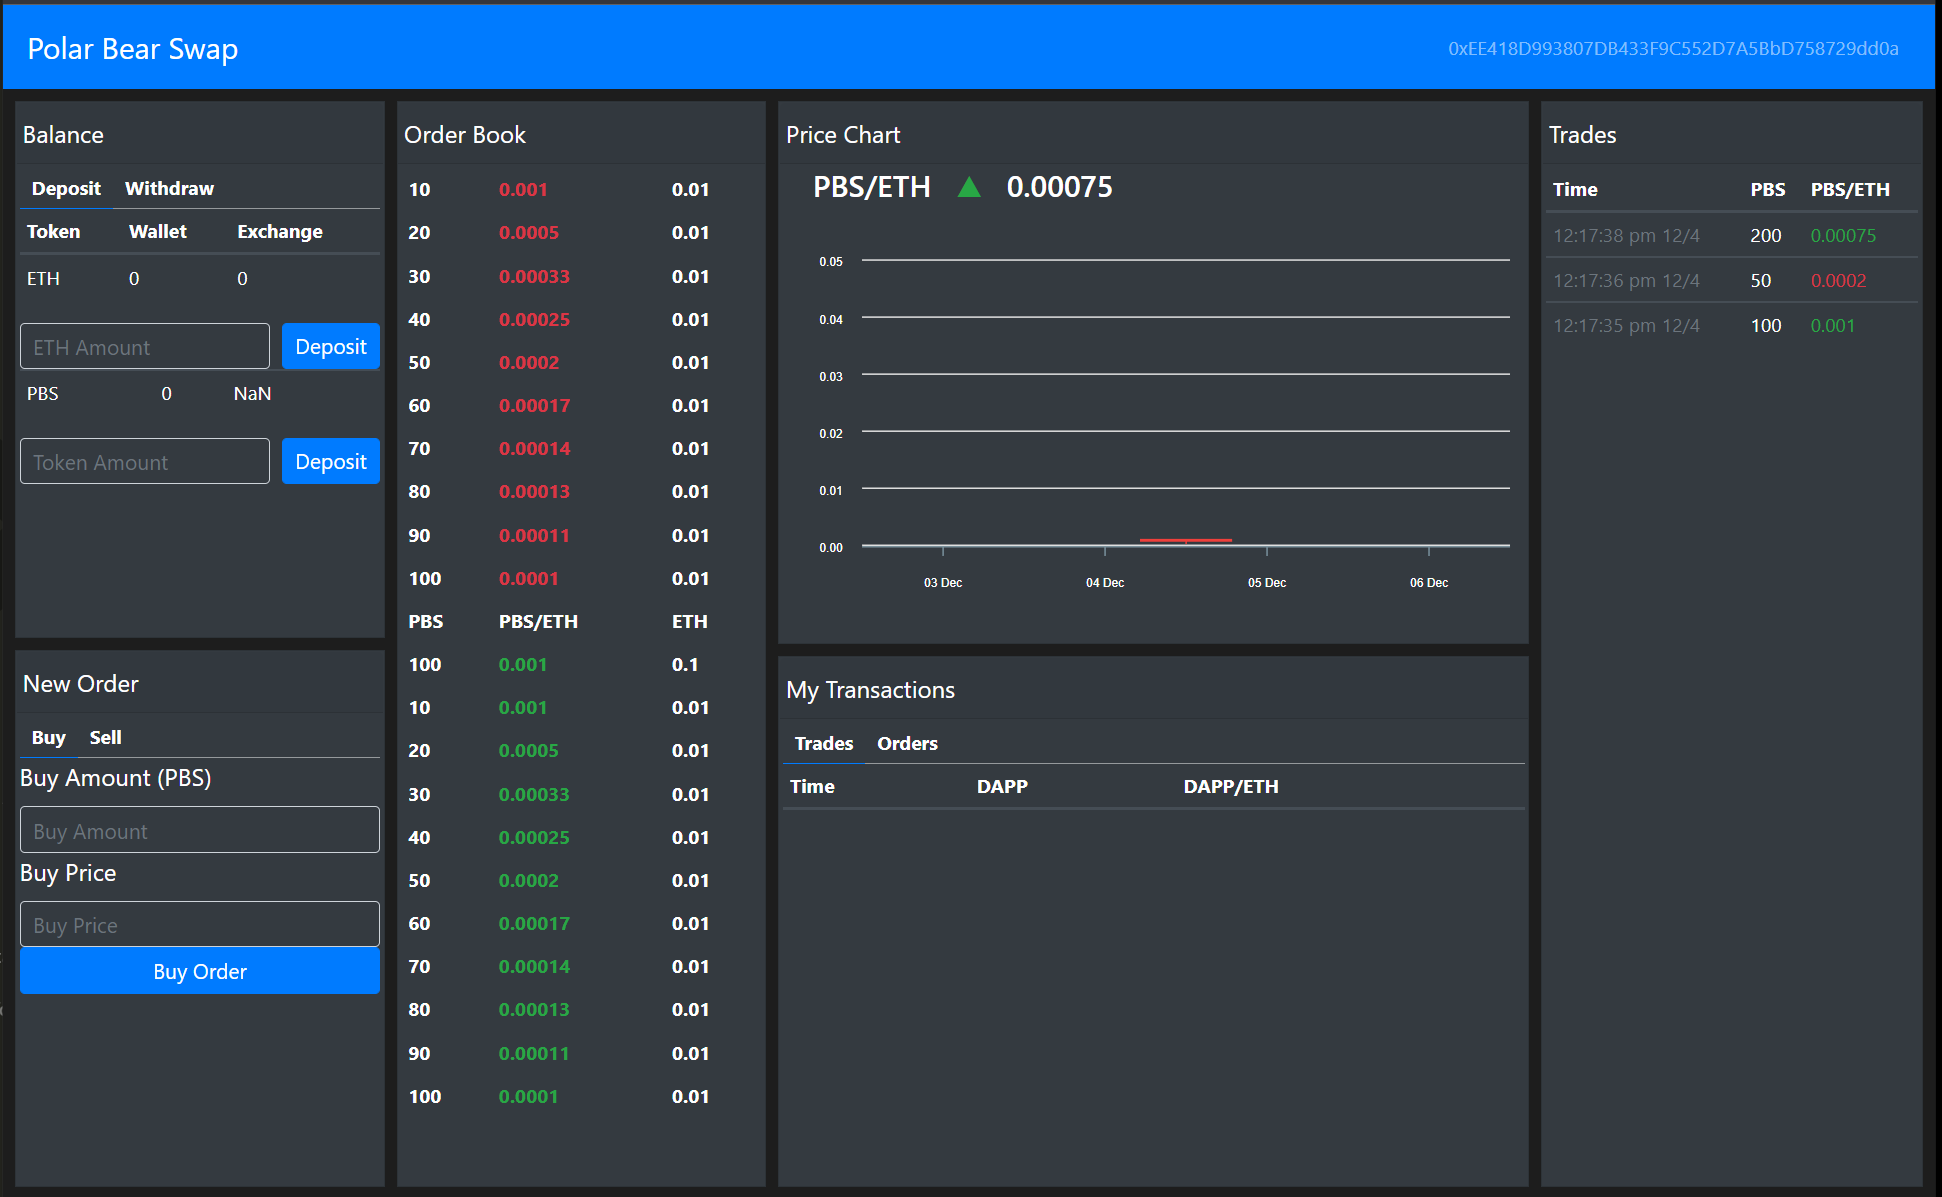 Polar Bear Swap
0xEE418D993807DB433F9C552D7A5BbD758729dd0a
Balance
Deposit Withdraw
Token Wallet Exchange
ETH 0 0
ETH Amount Deposit
PBS 0 NaN
Token Amount Deposit
New Order
Buy Sell
Buy Amount (PBS)
Buy Amount
Buy Price
Buy Price
Buy Order
Order Book
10 0.001 0.01
20 0.0005 0.01
30 0.00033 0.01
40 0.00025 0.01
50 0.0002 0.01
60 0.00017 0.01
70 0.00014 0.01
80 0.00013 0.01
90 0.00011 0.01
100 0.0001 0.01
PBS PBS/ETH ETH
100 0.001 0.1
10 0.001 0.01
20 0.0005 0.01
30 0.00033 0.01
40 0.00025 0.01
50 0.0002 0.01
60 0.00017 0.01
70 0.00014 0.01
80 0.00013 0.01
90 0.00011 0.01
100 0.0001 0.01
Price Chart
PBS/ETH ▲ 0.00075
0.05
0.04
0.03
0.02
0.01
0.00
03 Dec 04 Dec 05 Dec 06 Dec
My Transactions
Trades Orders
Time DAPP DAPP/ETH
Trades
Time PBS PBS/ETH
12:17:38 pm 12/4 200 0.00075
12:17:36 pm 12/4 50 0.0002
12:17:35 pm 12/4 100 0.001